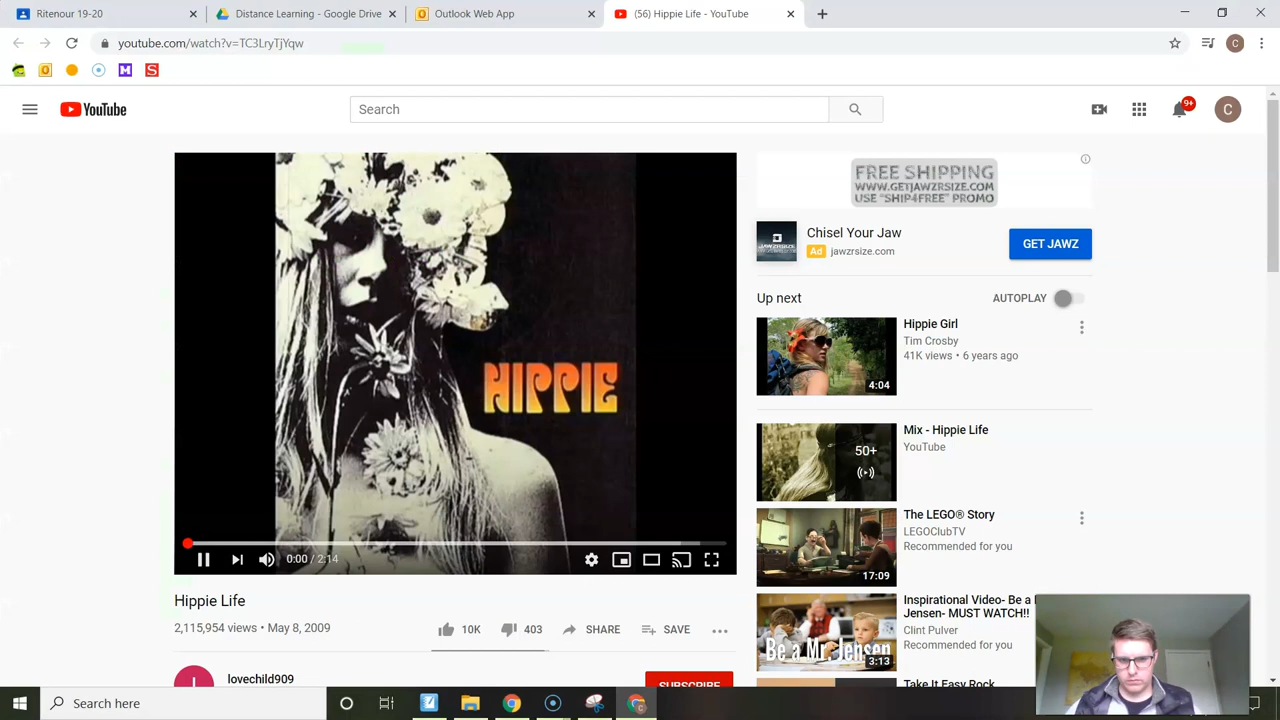 Ritenour 19-20
Distance Learning - Google Drive
Outlook Web App
(56) Hippie Life - YouTube
youtube.com/watch?v=TC3LryTjYqw
C
YouTube
Search
9+
C
HIPPIE
0:00 / 2:14
Hippie Life
2,115,954 views • May 8, 2009
10K
403
SHARE
SAVE
lovechild909
SUBSCRIBE
FREE SHIPPING
WWW.GETJAWZRSIZE.COM
USE "SHIP4FREE" PROMO
JAWZRSIZE
Chisel Your Jaw
Ad jawzrsize.com
GET JAWZ
Up next
AUTOPLAY
Hippie Girl
Tim Crosby
41K views • 6 years ago
4:04
Mix - Hippie Life
YouTube
50+
The LEGO® Story
LEGOClubTV
Recommended for you
17:09
Inspirational Video- Be a
Jensen- MUST WATCH!!
Clint Pulver
Recommended for you
Be a Mr. Jensen
3:13
Take It Easy Rock
Search here